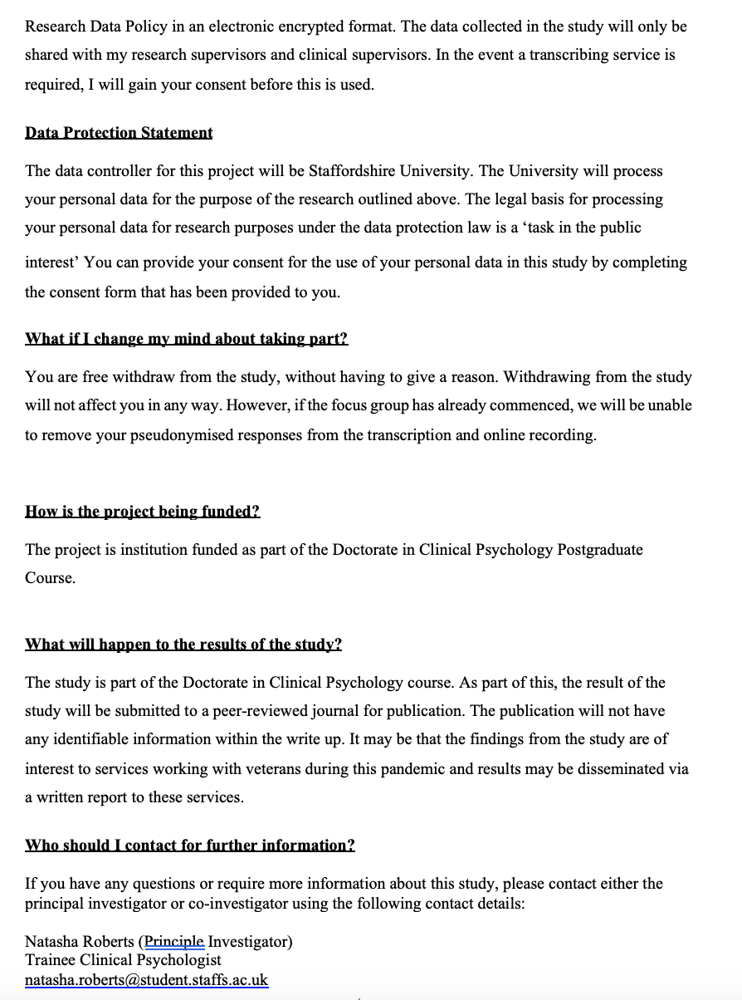 Research Data Policy in an electronic encrypted format. The data collected in the study will only be
shared with my research supervisors and clinical supervisors. In the event a transcribing service is
required, I will gain your consent before this is used.
Data Protection Statement
The data controller for this project will be Staffordshire University. The University will process
your personal data for the purpose of the research outlined above. The legal basis for processing
your personal data for research purposes under the data protection law is a ‘task in the public
interest’ You can provide your consent for the use of your personal data in this study by completing
the consent form that has been provided to you.
What if I change my mind about taking part?
You are free withdraw from the study, without having to give a reason. Withdrawing from the study
will not affect you in any way. However, if the focus group has already commenced, we will be unable
to remove your pseudonymised responses from the transcription and online recording.
How is the project being funded?
The project is institution funded as part of the Doctorate in Clinical Psychology Postgraduate
Course.
What will happen to the results of the study?
The study is part of the Doctorate in Clinical Psychology course. As part of this, the result of the
study will be submitted to a peer-reviewed journal for publication. The publication will not have
any identifiable information within the write up. It may be that the findings from the study are of
interest to services working with veterans during this pandemic and results may be disseminated via
a written report to these services.
Who should I contact for further information?
If you have any questions or require more information about this study, please contact either the
principal investigator or co-investigator using the following contact details:
Natasha Roberts (Principle Investigator)
Trainee Clinical Psychologist
natasha.roberts@student.staffs.ac.uk